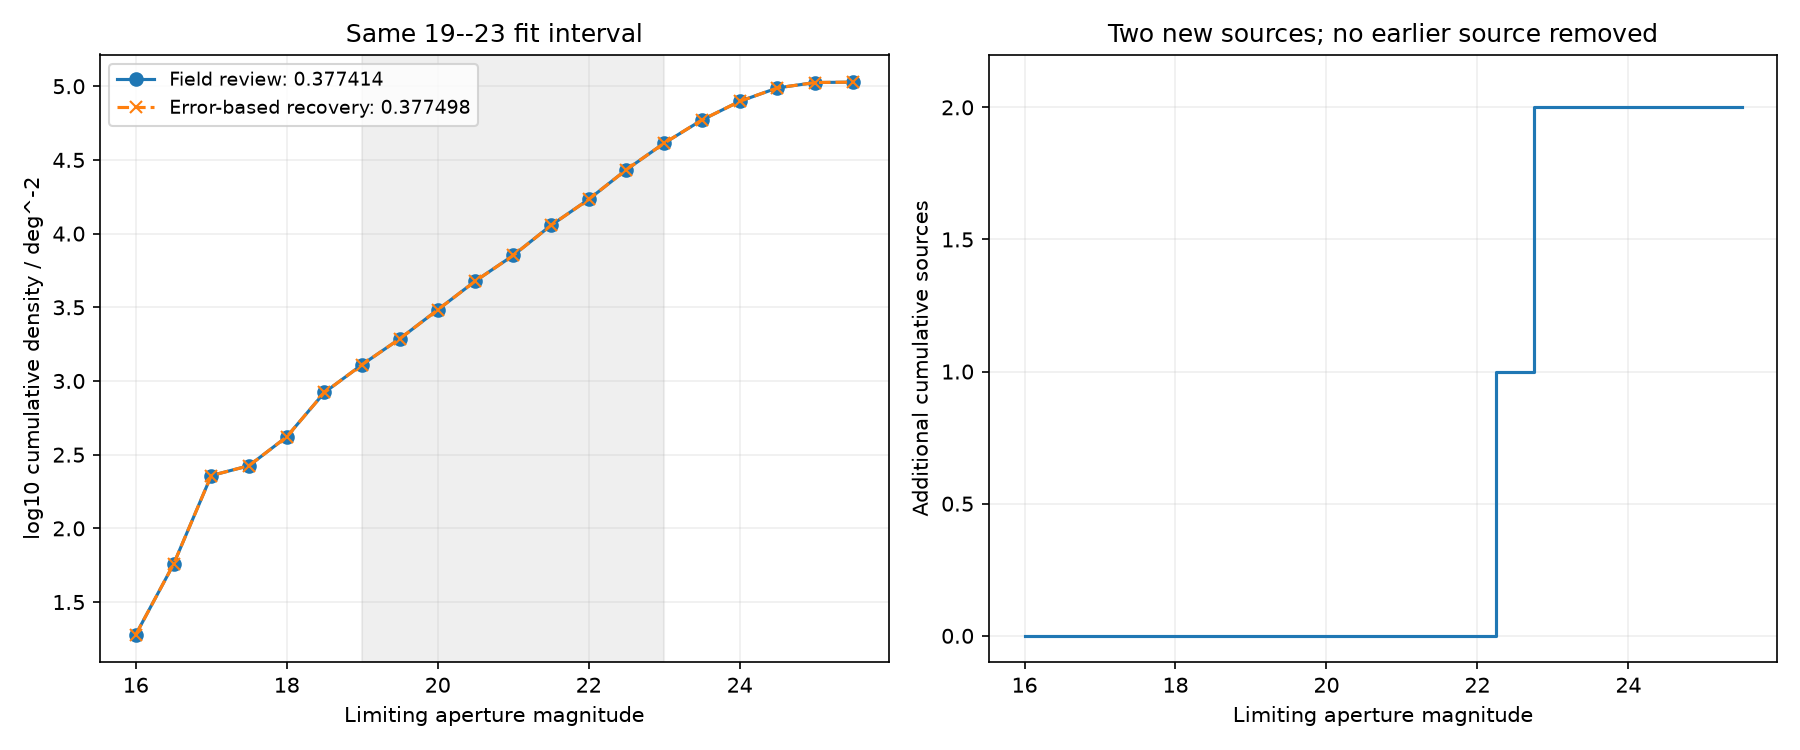 Same 19--23 fit interval
Field review: 0.377414
Error-based recovery: 0.377498
log10 cumulative density / deg^-2
5.0
4.5
4.0
3.5
3.0
2.5
2.0
1.5
16 18 20 22 24
Limiting aperture magnitude
Two new sources; no earlier source removed
Additional cumulative sources
2.0
1.5
1.0
0.5
0.0
16 18 20 22 24
Limiting aperture magnitude